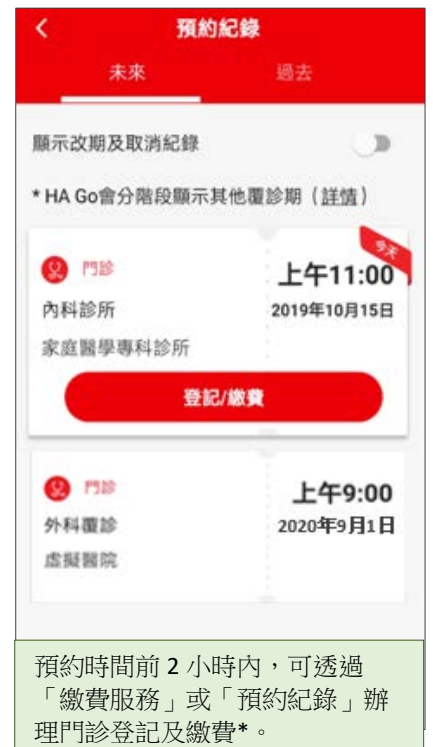 預約紀錄
未來 過去
顯示改期及取消紀錄
* HA Go會分階段顯示其他覆診期（詳情）
今天
門診 上午11:00
內科診所 2019年10月15日
家庭醫學專科診所
登記/繳費
門診 上午9:00
外科覆診 2020年9月1日
虛擬醫院
預約時間前 2 小時內，可透過
「繳費服務」或「預約紀錄」辦
理門診登記及繳費*。